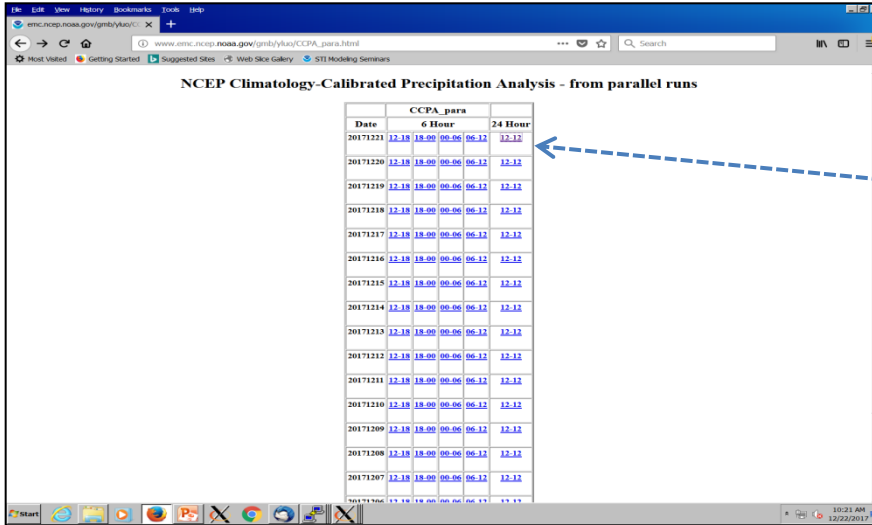 File Edit View History Bookmarks Tools Help
emc.ncep.noaa.gov/gmb/yluo/CC
www.emc.ncep.noaa.gov/gmb/yluo/CCPA_para.html
Search
Most Visited Getting Started Suggested Sites Web Slice Gallery STI Modeling Seminars
NCEP Climatology-Calibrated Precipitation Analysis - from parallel runs
CCPA_para
Date 6 Hour 24 Hour
20171221 12-18 18-00 00-06 06-12 12-12
20171220 12-18 18-00 00-06 06-12 12-12
20171219 12-18 18-00 00-06 06-12 12-12
20171218 12-18 18-00 00-06 06-12 12-12
20171217 12-18 18-00 00-06 06-12 12-12
20171216 12-18 18-00 00-06 06-12 12-12
20171215 12-18 18-00 00-06 06-12 12-12
20171214 12-18 18-00 00-06 06-12 12-12
20171213 12-18 18-00 00-06 06-12 12-12
20171212 12-18 18-00 00-06 06-12 12-12
20171211 12-18 18-00 00-06 06-12 12-12
20171210 12-18 18-00 00-06 06-12 12-12
20171209 12-18 18-00 00-06 06-12 12-12
20171208 12-18 18-00 00-06 06-12 12-12
20171207 12-18 18-00 00-06 06-12 12-12
20171206 12-18 18-00 00-06 06-12 12-12
Start
10:21 AM
12/22/2017